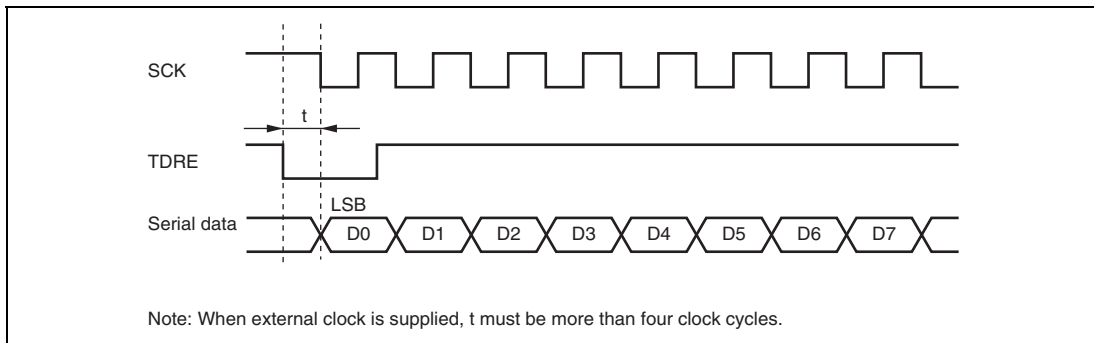 SCK
t
TDRE
LSB
Serial data
D0 D1 D2 D3 D4 D5 D6 D7
Note: When external clock is supplied, t must be more than four clock cycles.